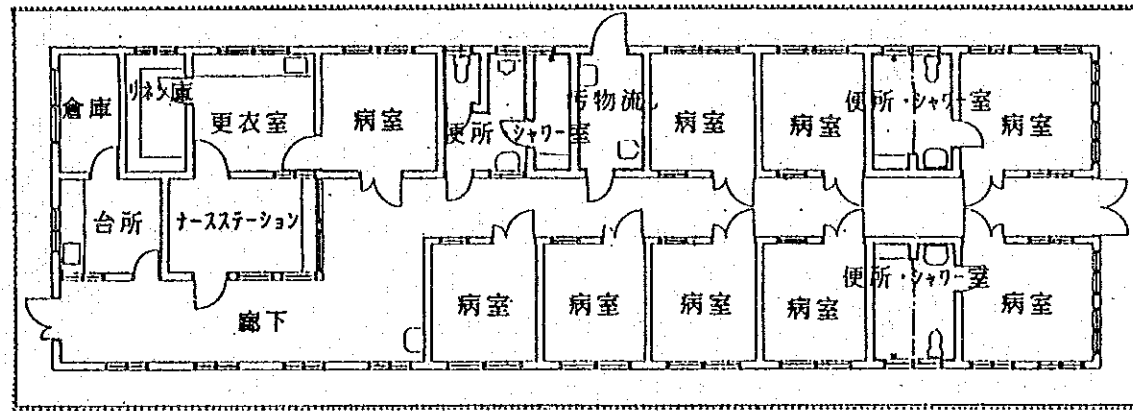 倉庫
リネン庫
更衣室
病室
便所
シャワー室
汚物流し
病室
病室
便所・シャワー室
病室
台所
ナースステーション
廊下
病室
病室
病室
病室
便所・シャワー室
病室